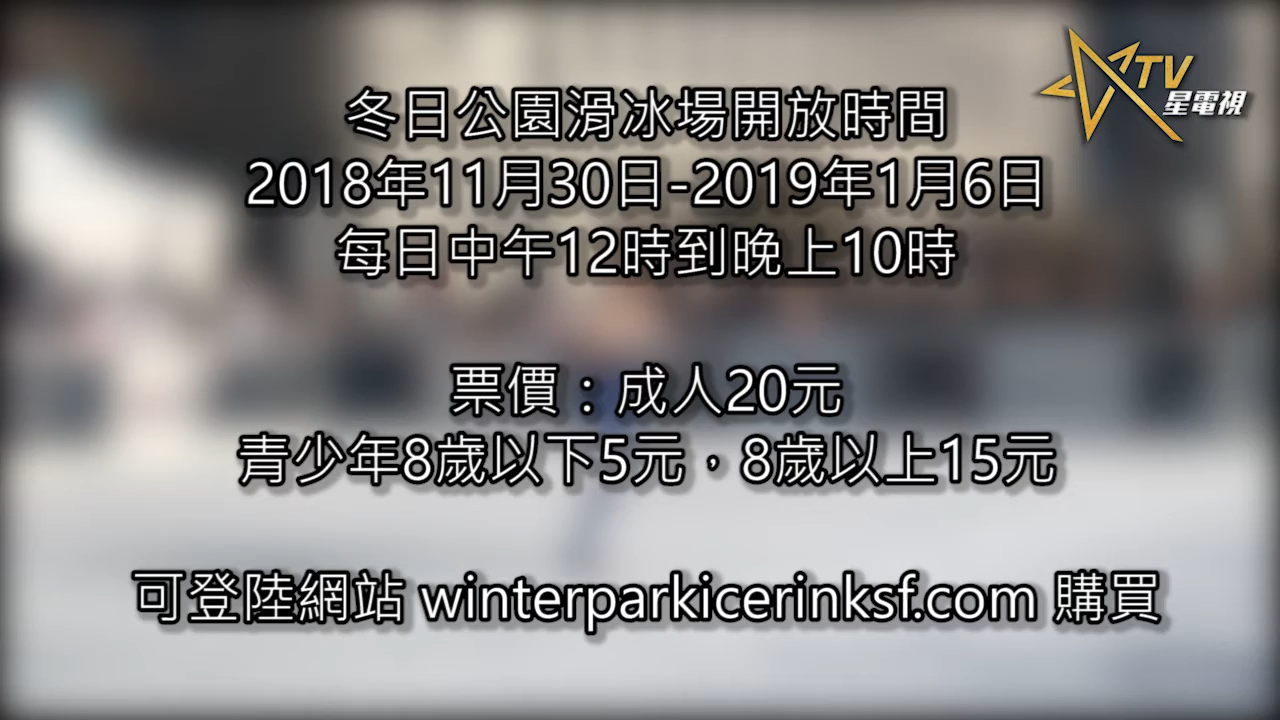 TV
星電視
冬日公園滑冰場開放時間
2018年11月30日-2019年1月6日
每日中午12時到晚上10時
票價：成人20元
青少年8歲以下5元，8歲以上15元
可登陸網站 winterparkicerinksf.com 購買